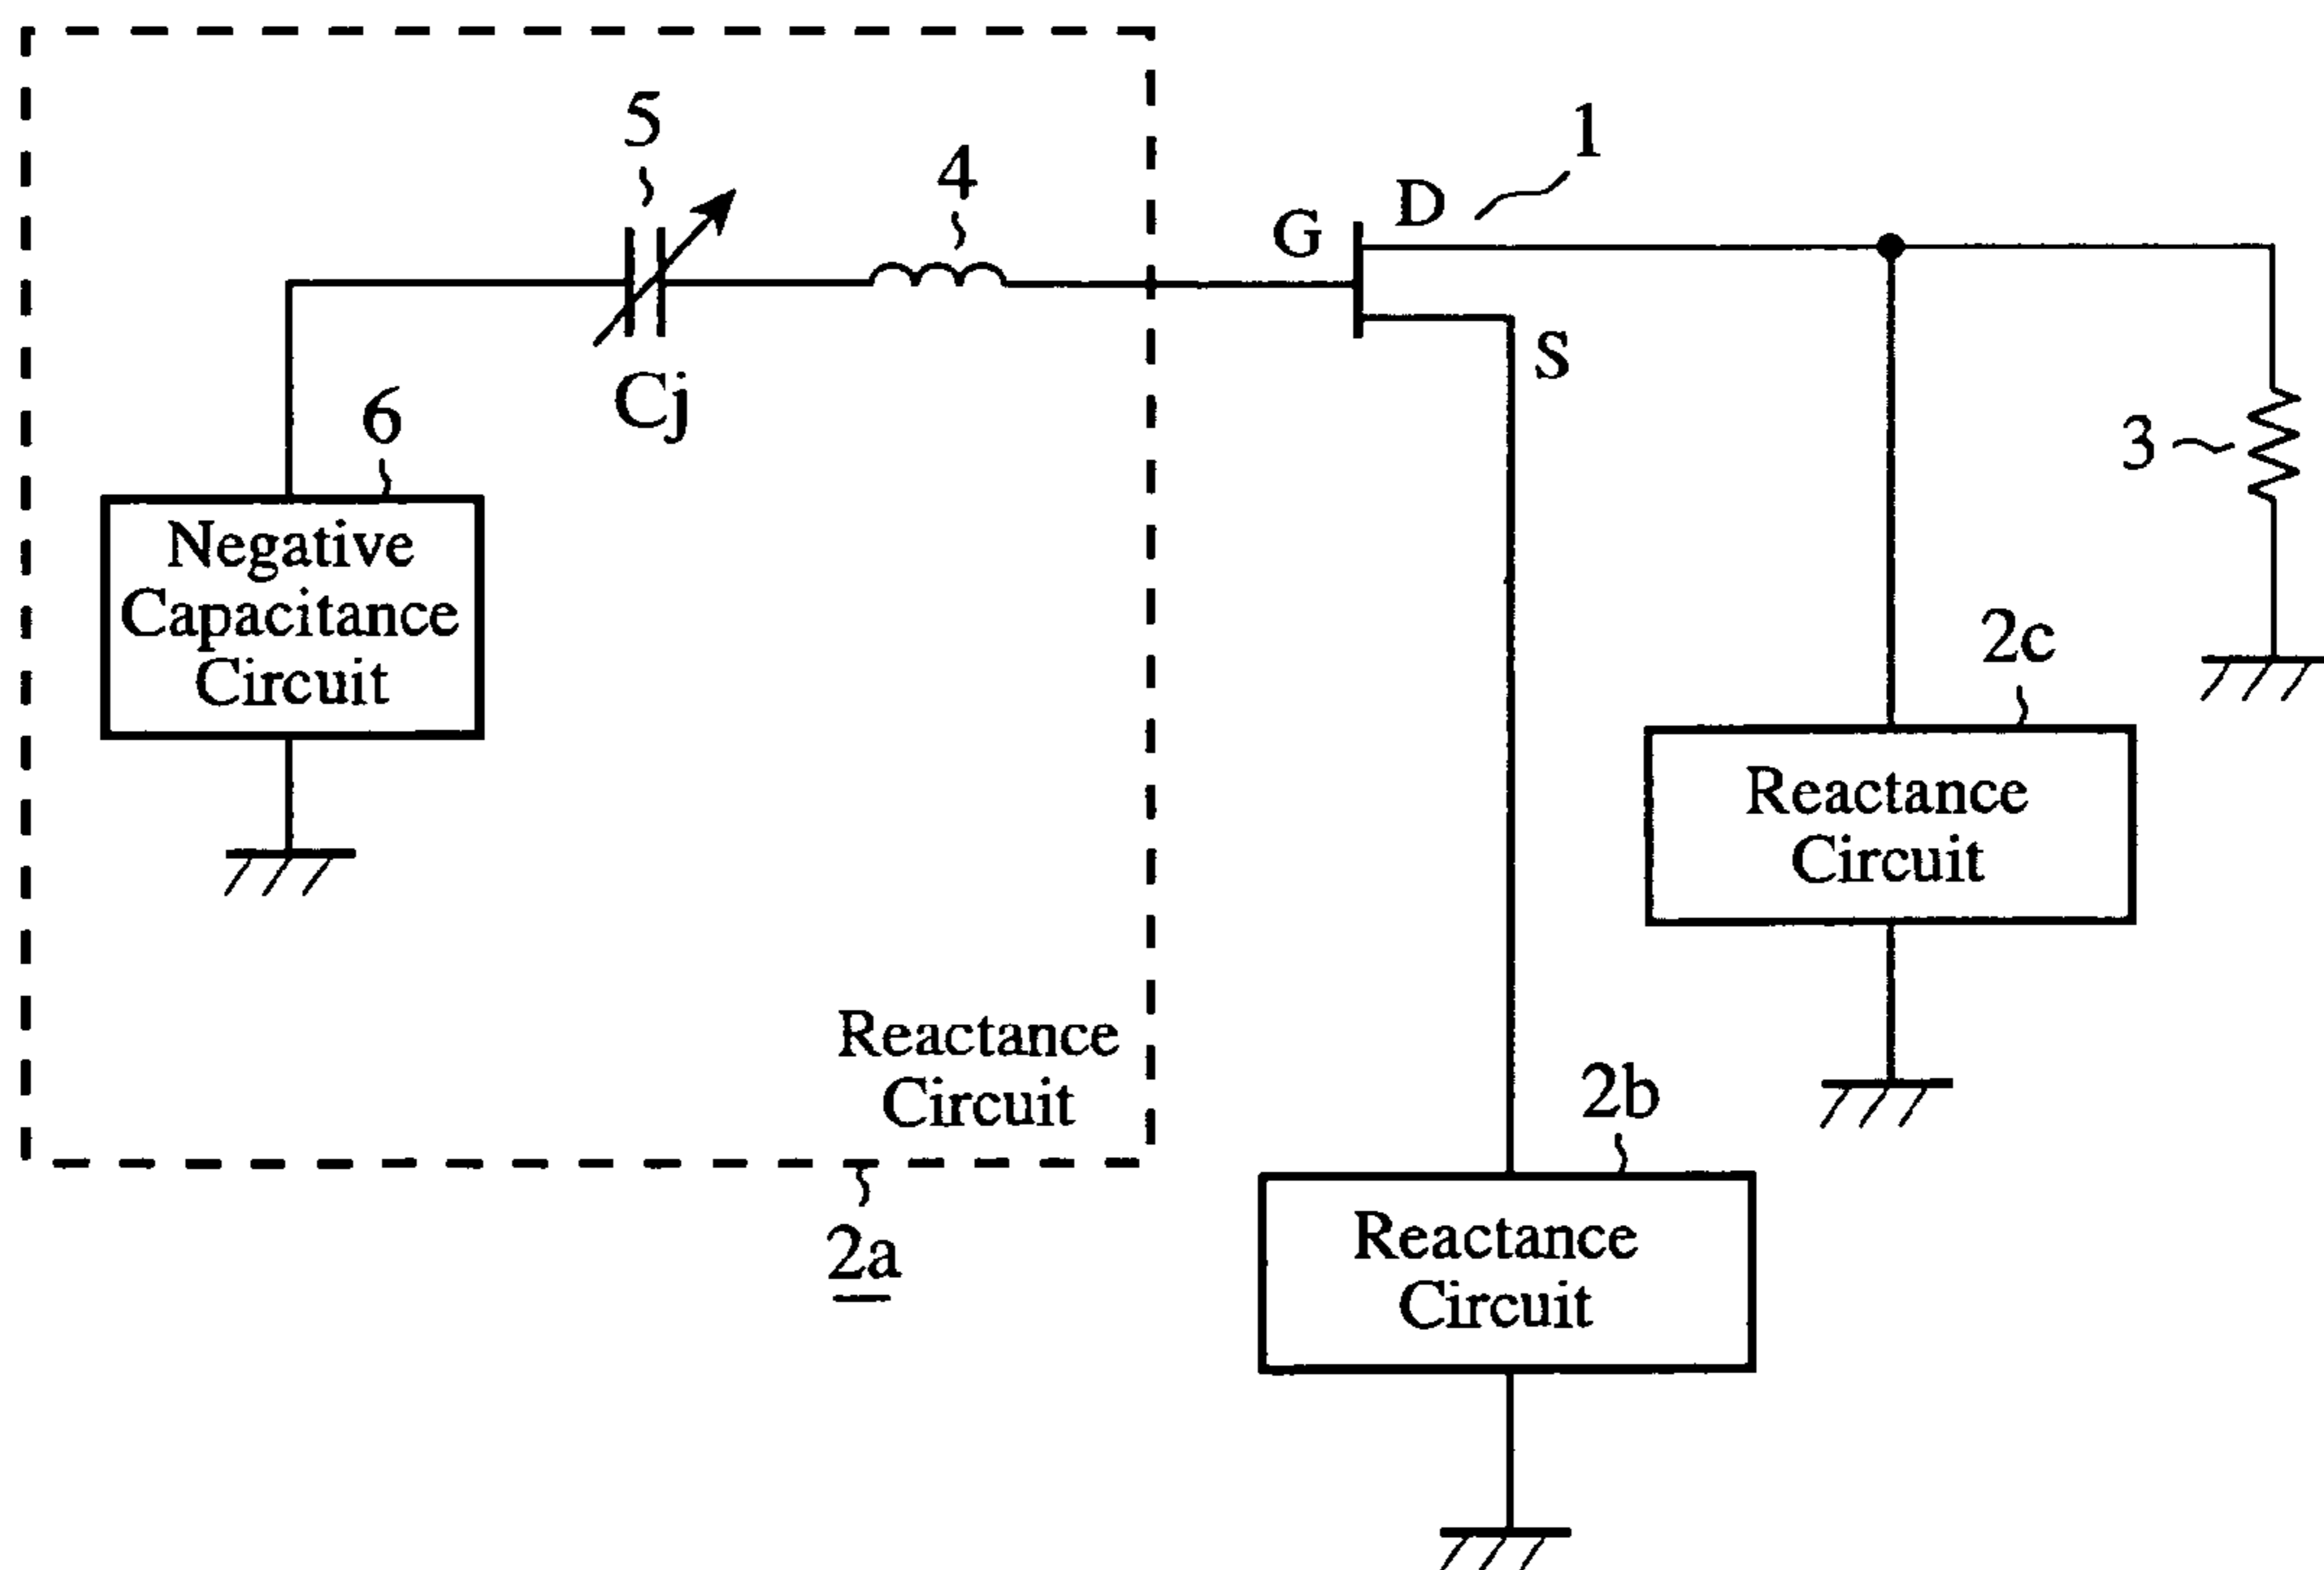 5
4
1
G
D
S
Cj
6
Negative
Capacitance
Circuit
3
2c
Reactance
Circuit
Reactance
Circuit
2a
2b
Reactance
Circuit